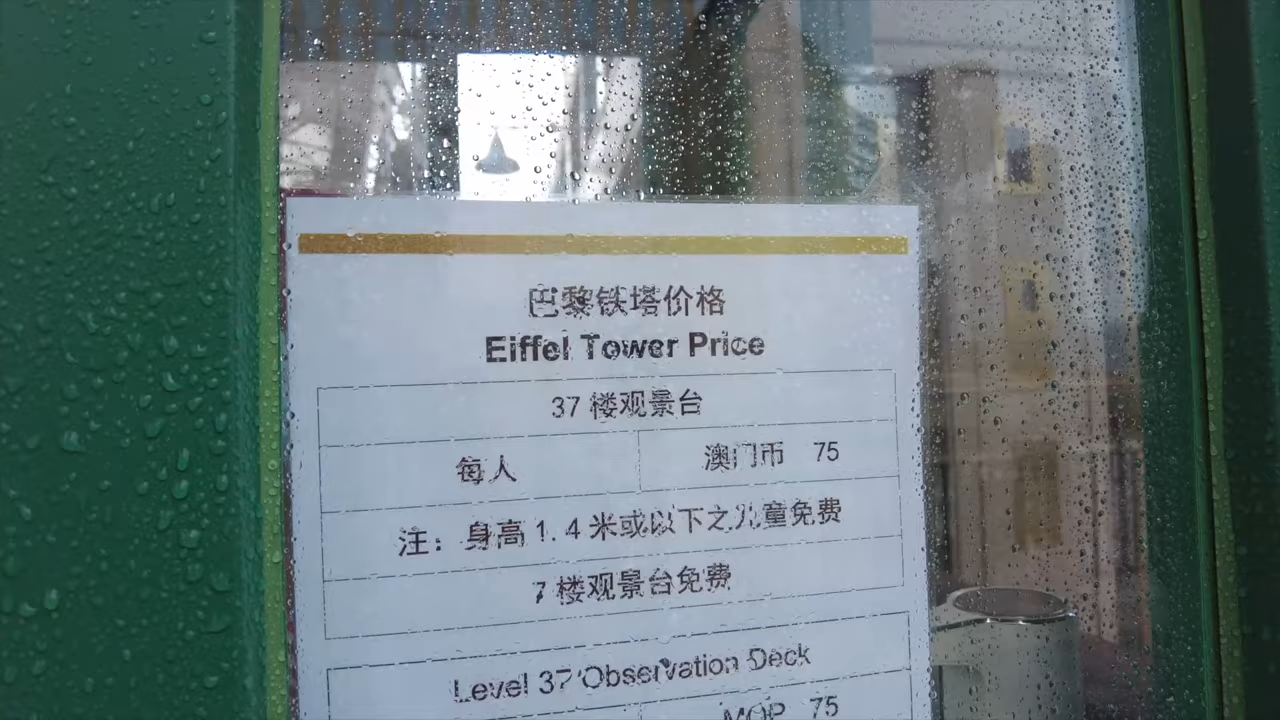 巴黎铁塔价格
Eiffel Tower Price
37 楼观景台
每人 澳门币 75
注：身高 1.4 米或以下之儿童免费
7 楼观景台免费
Level 37 Observation Deck
MOP 75